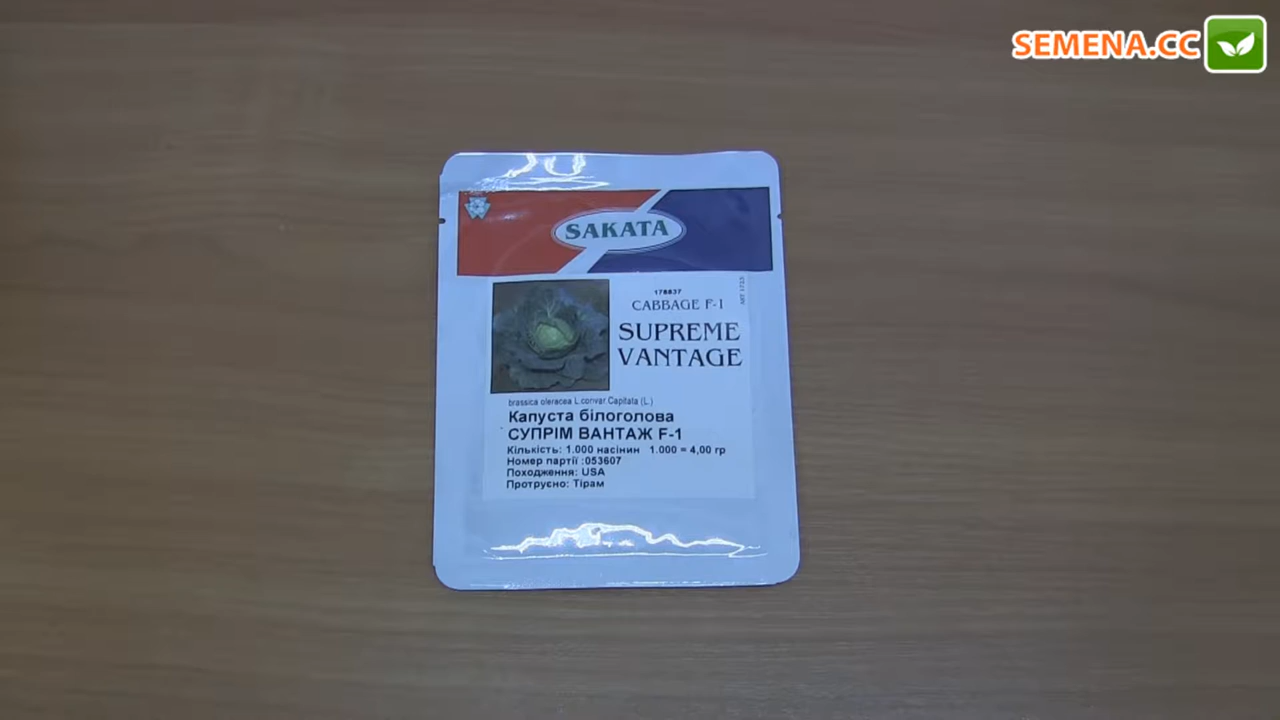 SEMENA.CC
SAKATA
178837
CABBAGE F-1
SUPREME
VANTAGE
brassica oleracea L.convar.Capitata (L.)
Капуста білоголова
СУПРІМ ВАНТАЖ F-1
Кількість: 1.000 насінин 1.000 = 4,00 гр
Номер партії :053607
Походження: USA
Протруєно: Тірам